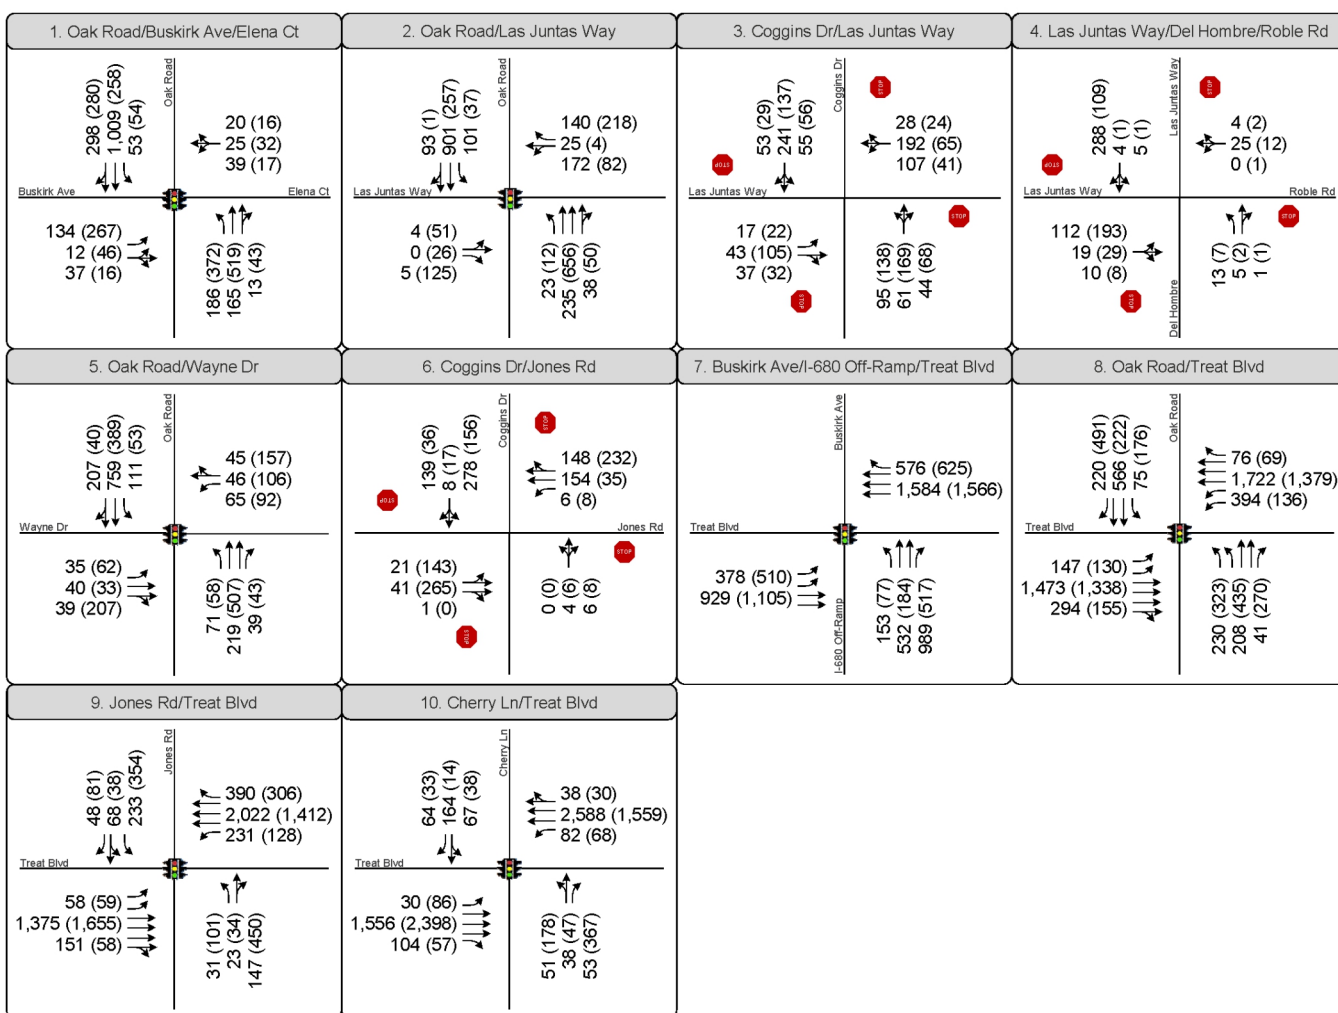 1. Oak Road/Buskirk Ave/Elena Ct
298 (280)
1,009 (258)
53 (54)
Oak Road
20 (16)
25 (32)
39 (17)
Buskirk Ave
Elena Ct
134 (267)
12 (46)
37 (16)
186 (372)
165 (519)
13 (43)
2. Oak Road/Las Juntas Way
93 (1)
901 (257)
101 (37)
Oak Road
140 (218)
25 (4)
172 (82)
Las Juntas Way
4 (51)
0 (26)
5 (125)
23 (12)
235 (656)
38 (50)
3. Coggins Dr/Las Juntas Way
53 (29)
241 (137)
55 (56)
Coggins Dr
STOP
28 (24)
192 (65)
107 (41)
STOP
Las Juntas Way
17 (22)
43 (105)
37 (32)
STOP
95 (138)
61 (169)
44 (68)
STOP
4. Las Juntas Way/Del Hombre/Roble Rd
288 (109)
4 (1)
5 (1)
Las Juntas Way
STOP
4 (2)
25 (12)
0 (1)
STOP
Las Juntas Way
Roble Rd
112 (193)
19 (29)
10 (8)
STOP
Del Hombre
13 (7)
5 (2)
1 (1)
STOP
5. Oak Road/Wayne Dr
207 (40)
759 (389)
111 (53)
Oak Road
45 (157)
46 (106)
65 (92)
Wayne Dr
35 (62)
40 (33)
39 (207)
71 (58)
219 (507)
39 (43)
6. Coggins Dr/Jones Rd
139 (36)
8 (17)
278 (156)
Coggins Dr
STOP
148 (232)
154 (35)
6 (8)
STOP
Jones Rd
21 (143)
41 (265)
1 (0)
STOP
0 (0)
4 (6)
6 (8)
STOP
7. Buskirk Ave/I-680 Off-Ramp/Treat Blvd
Buskirk Ave
576 (625)
1,584 (1,566)
Treat Blvd
378 (510)
929 (1,105)
I-680 Off-Ramp
153 (77)
532 (184)
989 (517)
8. Oak Road/Treat Blvd
220 (491)
566 (222)
75 (176)
Oak Road
76 (69)
1,722 (1,379)
394 (136)
Treat Blvd
147 (130)
1,473 (1,338)
294 (155)
230 (323)
208 (435)
41 (270)
9. Jones Rd/Treat Blvd
48 (81)
68 (38)
233 (354)
Jones Rd
390 (306)
2,022 (1,412)
231 (128)
Treat Blvd
58 (59)
1,375 (1,655)
151 (58)
31 (101)
23 (34)
147 (450)
10. Cherry Ln/Treat Blvd
64 (33)
164 (14)
67 (38)
Cherry Ln
38 (30)
2,588 (1,559)
82 (68)
Treat Blvd
30 (86)
1,556 (2,398)
104 (57)
51 (178)
38 (47)
53 (367)